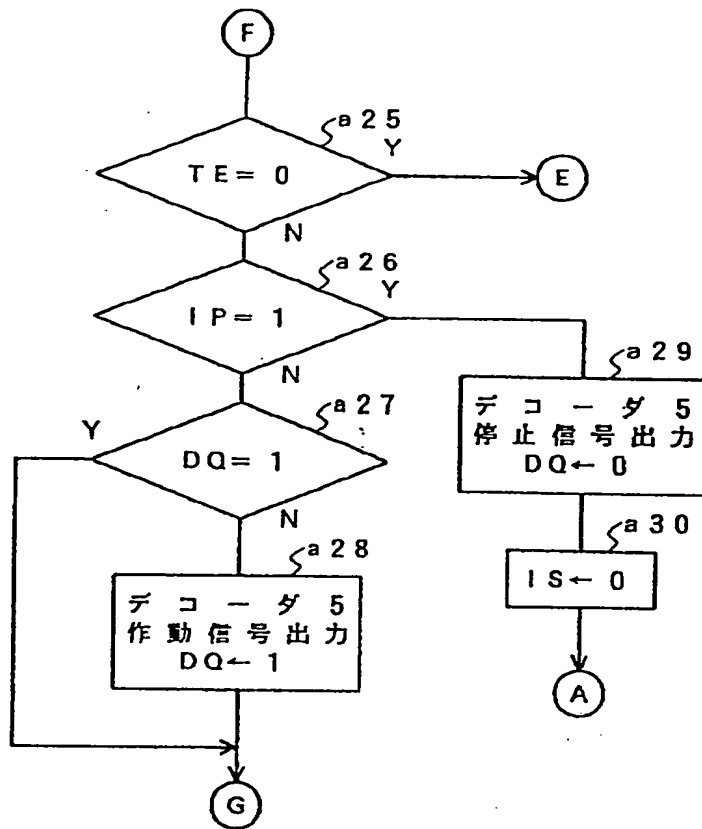 F
a25
Y
TE=0
E
N
a26
Y
IP=1
N
a29
デコーダ5
停止信号出力
DQ←0
a27
Y
DQ=1
N
a30
IS←0
a28
デコーダ5
作動信号出力
DQ←1
A
G